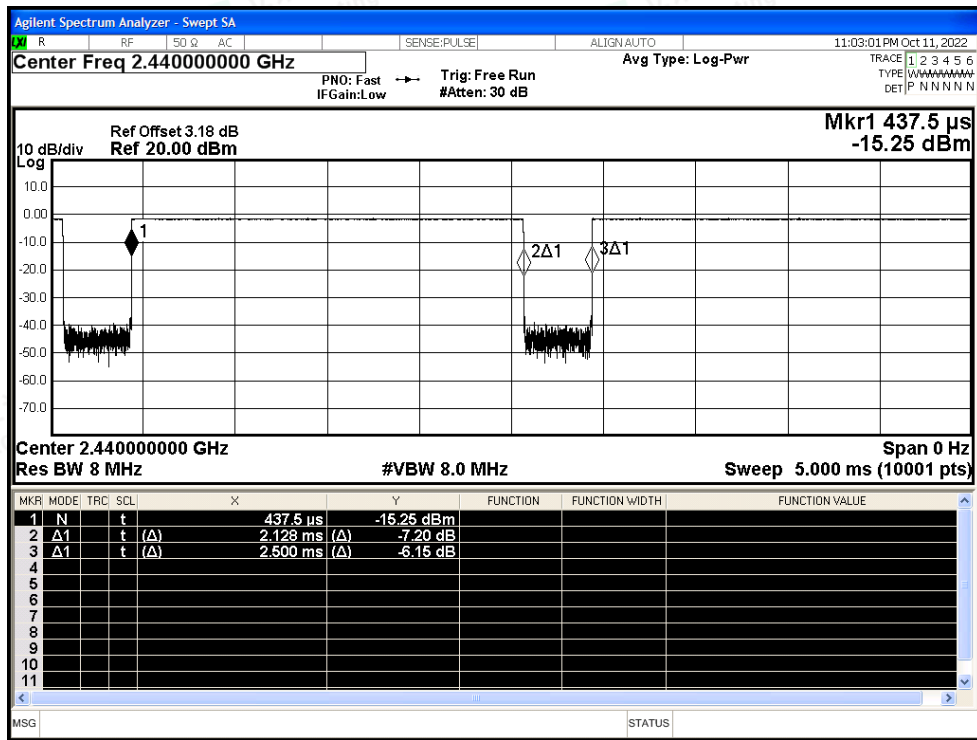 Agilent Spectrum Analyzer - Swept SA
LXI R RF 50 Ω AC SENSE:PULSE ALIGN AUTO 11:03:01 PM Oct 11, 2022
Center Freq 2.440000000 GHz
PNO: Fast
IFGain:Low
Trig: Free Run
#Atten: 30 dB
Avg Type: Log-Pwr
TRACE 1 2 3 4 5 6
TYPE WWWWWW
DET P N N N N N
Mkr1 437.5 µs
-15.25 dBm
Ref Offset 3.18 dB
10 dB/div Ref 20.00 dBm
Log
10.0
0.00
-10.0
-20.0
-30.0
-40.0
-50.0
-60.0
-70.0
1
2Δ1
3Δ1
Center 2.440000000 GHz Span 0 Hz
Res BW 8 MHz #VBW 8.0 MHz Sweep 5.000 ms (10001 pts)
MKR MODE TRC SCL X Y FUNCTION FUNCTION WIDTH FUNCTION VALUE
1 N t 437.5 µs -15.25 dBm
2 Δ1 t (Δ) 2.128 ms (Δ) -7.20 dB
3 Δ1 t (Δ) 2.500 ms (Δ) -6.15 dB
4
5
6
7
8
9
10
11
MSG STATUS